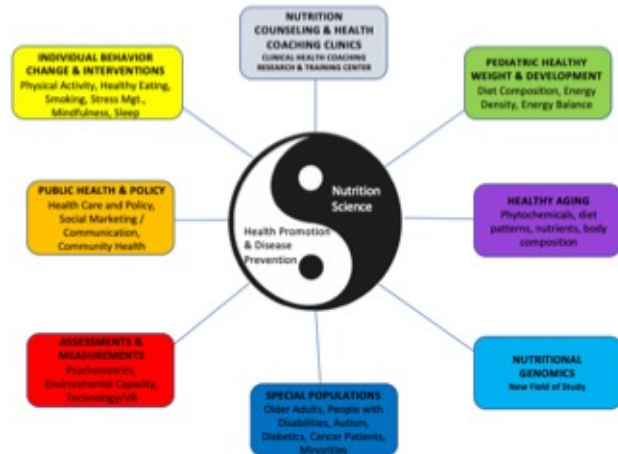 NUTRITION
COUNSELING & HEALTH
COACHING CLINICS
CLINICAL HEALTH COACHING
RESEARCH & TRAINING CENTER
INDIVIDUAL BEHAVIOR
CHANGE & INTERVENTIONS
Physical Activity, Healthy Eating,
Smoking, Stress Mgt.,
Mindfulness, Sleep
PEDIATRIC HEALTHY
WEIGHT & DEVELOPMENT
Diet Composition, Energy
Density, Energy Balance
PUBLIC HEALTH & POLICY
Health Care and Policy,
Social Marketing /
Communication,
Community Health
Nutrition
Science
Health Promotion
& Disease
Prevention
HEALTHY AGING
Phytochemicals, diet
patterns, nutrients, body
composition
ASSESSMENTS &
MEASUREMENTS
Psychometrics,
Environmental Capacity,
Technology/VR
SPECIAL POPULATIONS
Older Adults, People with
Disabilities, Autism,
Diabetics, Cancer Patients,
Minorities
NUTRITIONAL
GENOMICS
New Field of Study